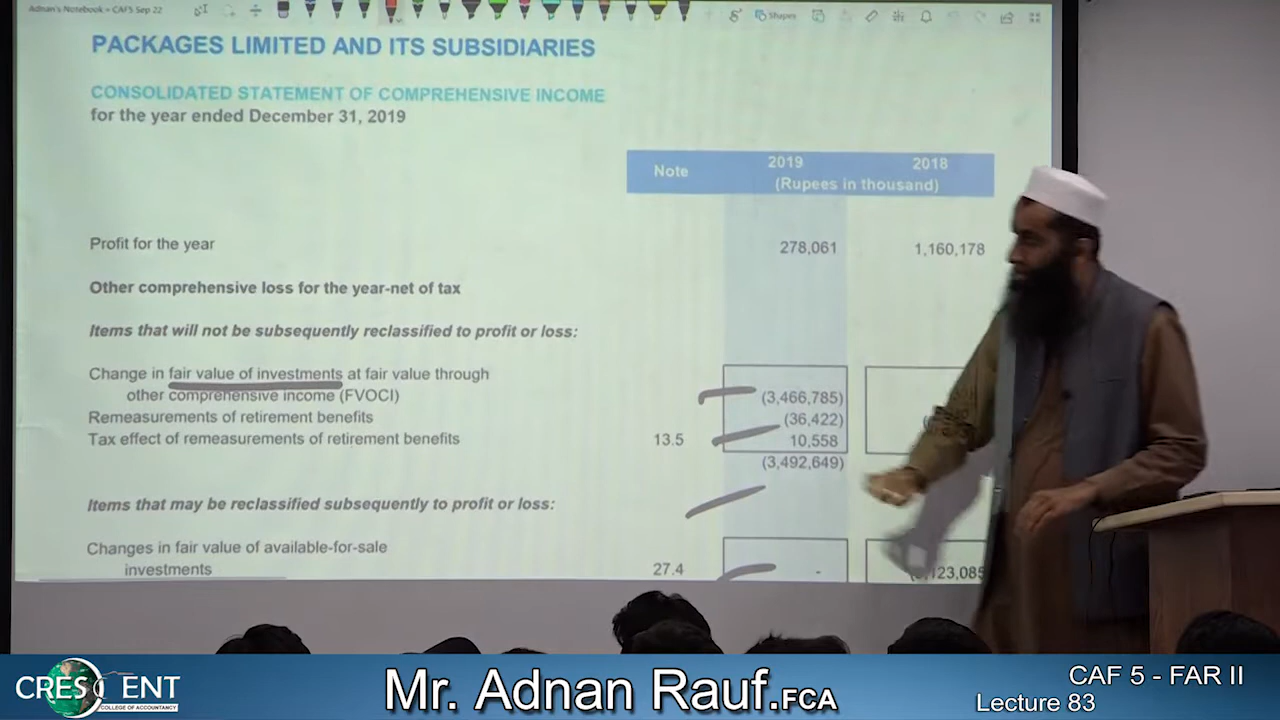 Adnan's Notebook » CAF5 Sep 22
Shapes
PACKAGES LIMITED AND ITS SUBSIDIARIES
CONSOLIDATED STATEMENT OF COMPREHENSIVE INCOME
for the year ended December 31, 2019
Note 2019 2018
(Rupees in thousand)
Profit for the year 278,061 1,160,178
Other comprehensive loss for the year-net of tax
Items that will not be subsequently reclassified to profit or loss:
Change in fair value of investments at fair value through
other comprehensive income (FVOCI) (3,466,785)
Remeasurements of retirement benefits (36,422)
Tax effect of remeasurements of retirement benefits 13.5 10,558
(3,492,649)
Items that may be reclassified subsequently to profit or loss:
Changes in fair value of available-for-sale
investments 27.4 -
CRESCENT
COLLEGE OF ACCOUNTANCY
Mr. Adnan Rauf.FCA
CAF 5 - FAR II
Lecture 83